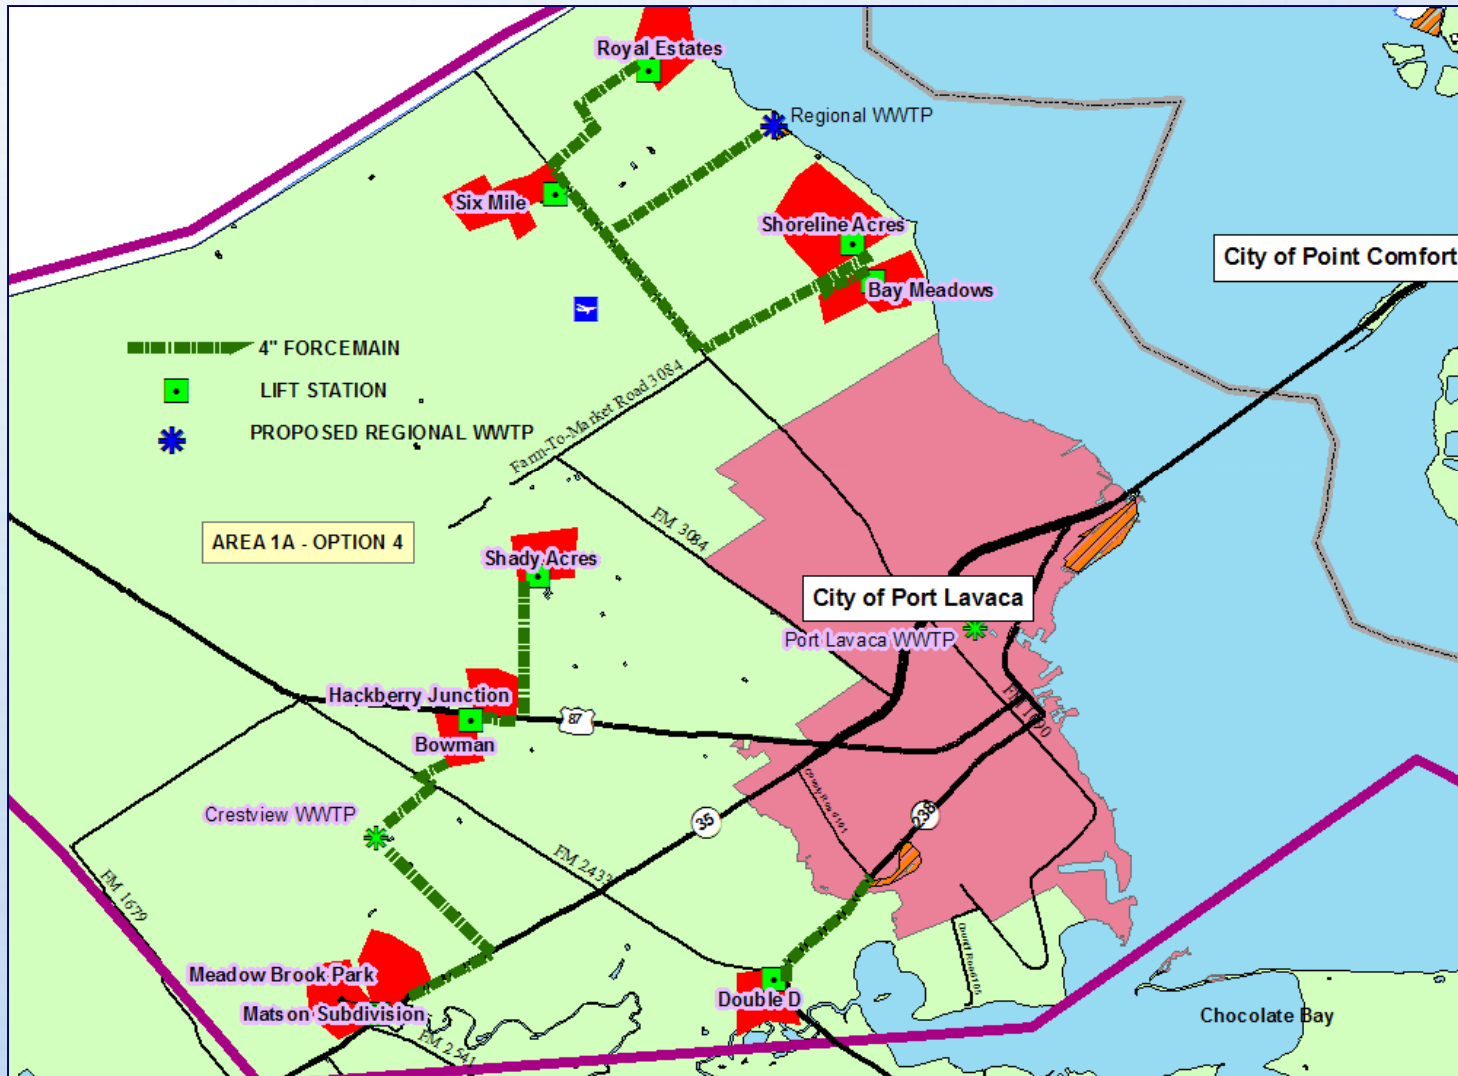 Royal Estates
Regional WWTP
Six Mile
Shoreline Acres
City of Point Comfort
Bay Meadows
4" FORCEMAIN
LIFT STATION
PROPOSED REGIONAL WWTP
Farm-To-Market Road 3084
FM 3084
AREA 1A - OPTION 4
Shady Acres
City of Port Lavaca
Port Lavaca WWTP
Hackberry Junction
FM 1090
87
Bowman
Crestview WWTP
35
238
FM 2433
FM 1679
Meadow Brook Park
Matson Subdivision
Double D
Chocolate Bay
FM 2541